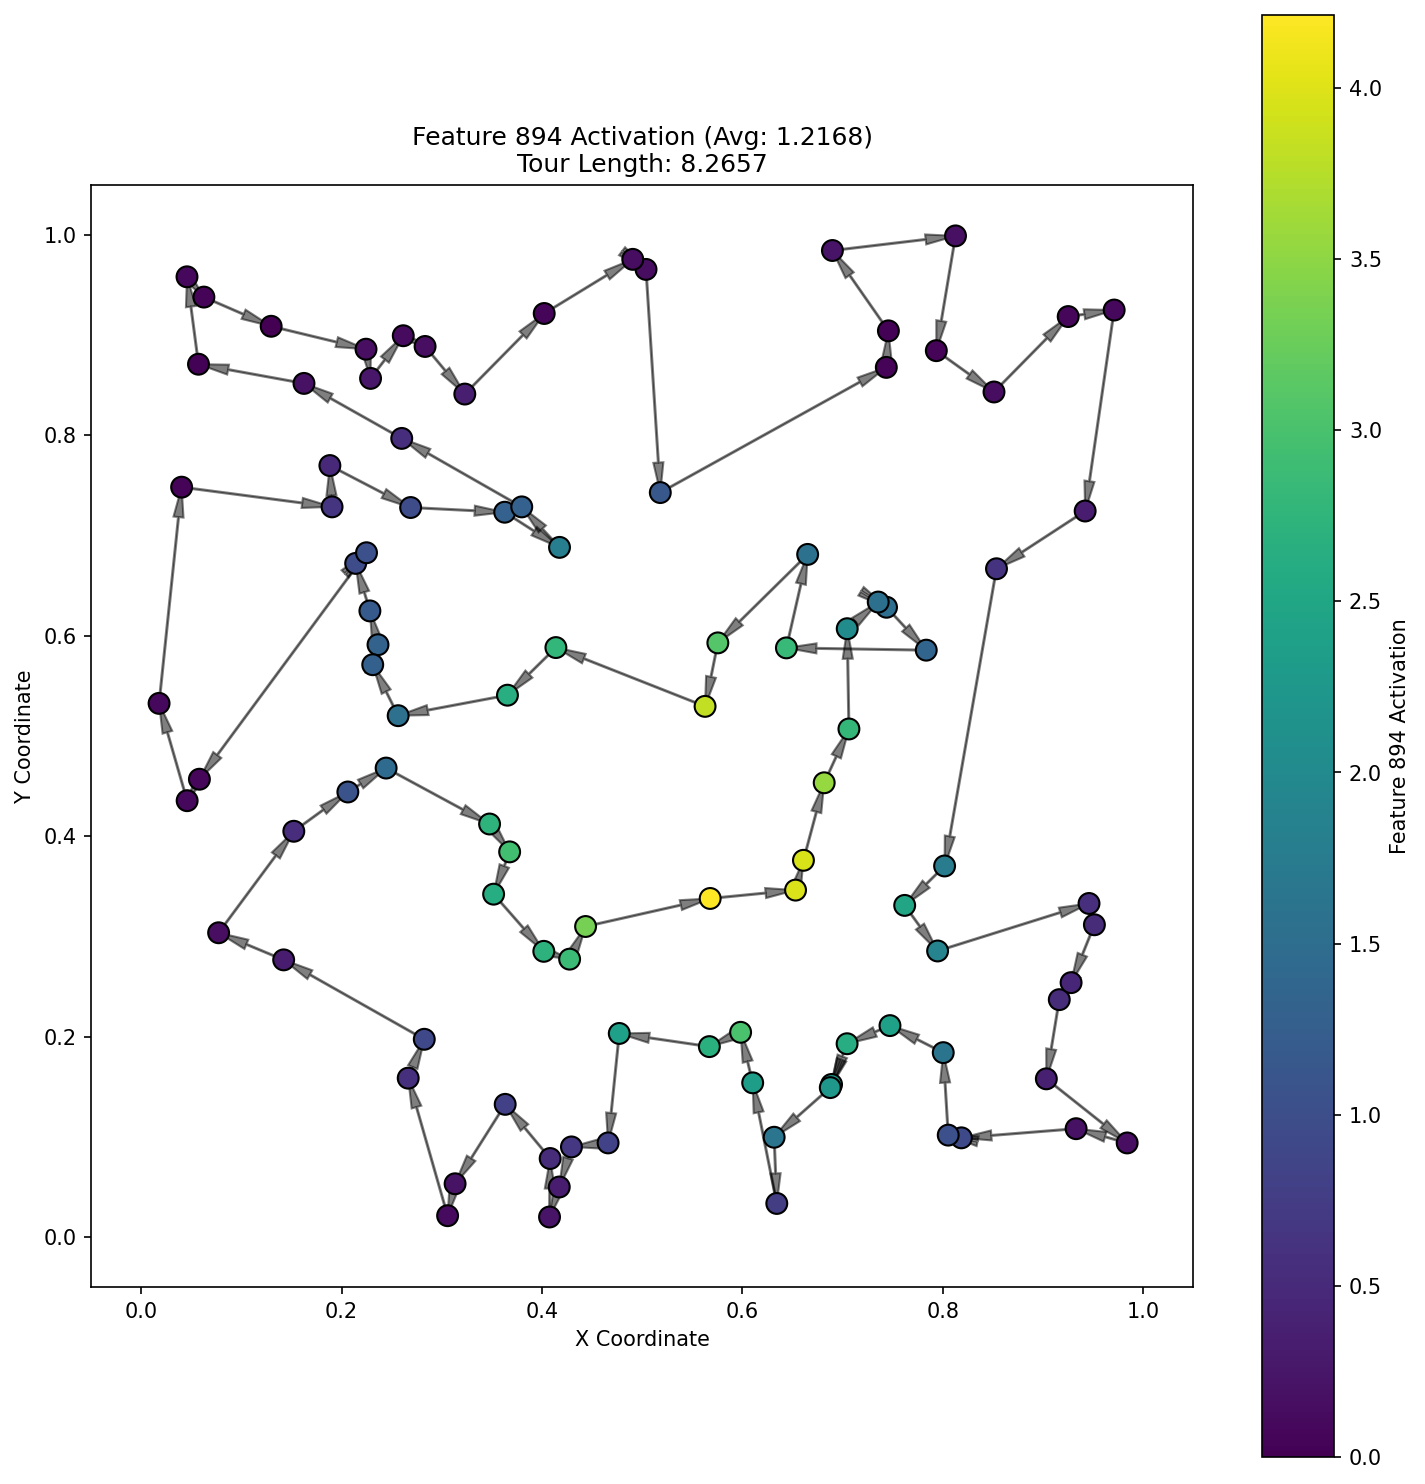 Feature 894 Activation (Avg: 1.2168)
Tour Length: 8.2657
1.0
0.8
0.6
0.4
0.2
0.0
Y Coordinate
0.0 0.2 0.4 0.6 0.8 1.0
X Coordinate
4.0
3.5
3.0
2.5
2.0
1.5
1.0
0.5
0.0
Feature 894 Activation